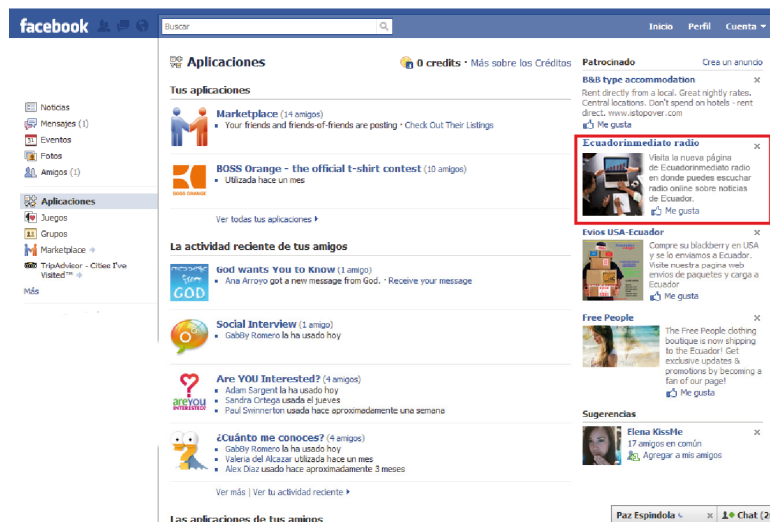 facebook
Buscar
Inicio Perfil Cuenta
Noticias
Mensajes (1)
31 Eventos
Fotos
Amigos (1)
Aplicaciones
Juegos
Grupos
Marketplace
TripAdvisor - Cities I've
Visited™
Más
Aplicaciones
0 credits · Más sobre los Créditos
Tus aplicaciones
Marketplace (14 amigos)
Your friends and friends-of-friends are posting · Check Out Their Listings
BOSS ORANGE
BOSS Orange - the official t-shirt contest (10 amigos)
Utilizada hace un mes
Ver todas tus aplicaciones
La actividad reciente de tus amigos
message from GOD
God wants You to Know (1 amigo)
Ana Arroyo got a new message from God. · Receive your message
Social Interview (1 amigo)
GabBy Romero la ha usado hoy
areyou
INTERESTED?
Are YOU Interested? (4 amigos)
Adam Sargent la ha usado hoy
Sandra Ortega usada el jueves
Paul Swinnerton usada hace aproximadamente una semana
¿Cuánto me conoces? (4 amigos)
GabBy Romero la ha usado hoy
Valeria del Alcazar utilizada hace un mes
Alex Diaz usado hace aproximadamente 3 meses
Ver más | Ver tu actividad reciente
Las aplicaciones de tus amigos
Patrocinado Crea un anuncio
B&B type accommodation
Rent directly from a local. Great nightly rates.
Central locations. Don't spend on hotels - rent
direct. www.istopover.com
Me gusta
Ecuadorinmediato radio
Visita la nueva página
de Ecuadorinmediato radio
en donde puedes escuchar
radio online sobre noticias
de Ecuador.
Me gusta
Evios USA-Ecuador
Compre su blackberry en USA
y se lo enviamos a Ecuador.
Visite nuestra pagina web
envios de paquetes y carga a
Ecuador
Me gusta
Free People
The Free People clothing
boutique is now shipping
to the Ecuador! Get
exclusive updates &
promotions by becoming a
fan of our page!
Me gusta
Sugerencias
Elena KissMe
17 amigos en común
Agregar a mis amigos
Paz Espindola
Chat (2